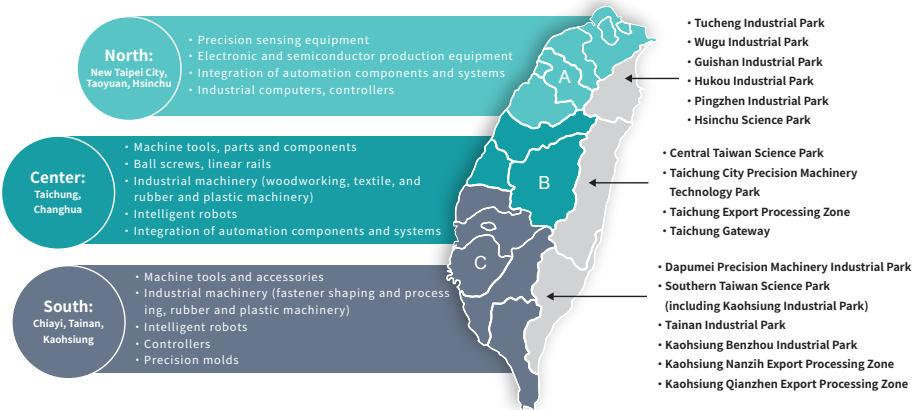 North:
New Taipei City,
Taoyuan, Hsinchu
• Precision sensing equipment
• Electronic and semiconductor production equipment
• Integration of automation components and systems
• Industrial computers, controllers
A
• Tucheng Industrial Park
• Wugu Industrial Park
• Guishan Industrial Park
• Hukou Industrial Park
• Pingzhen Industrial Park
• Hsinchu Science Park
Center:
Taichung,
Changhua
• Machine tools, parts and components
• Ball screws, linear rails
• Industrial machinery (woodworking, textile, and
rubber and plastic machinery)
• Intelligent robots
• Integration of automation components and systems
B
• Central Taiwan Science Park
• Taichung City Precision Machinery
Technology Park
• Taichung Export Processing Zone
• Taichung Gateway
South:
Chiayi, Tainan,
Kaohsiung
• Machine tools and accessories
• Industrial machinery (fastener shaping and process
ing, rubber and plastic machinery)
• Intelligent robots
• Controllers
• Precision molds
C
• Dapumei Precision Machinery Industrial Park
• Southern Taiwan Science Park
(including Kaohsiung Industrial Park)
• Tainan Industrial Park
• Kaohsiung Benzhou Industrial Park
• Kaohsiung Nanzih Export Processing Zone
• Kaohsiung Qianzhen Export Processing Zone